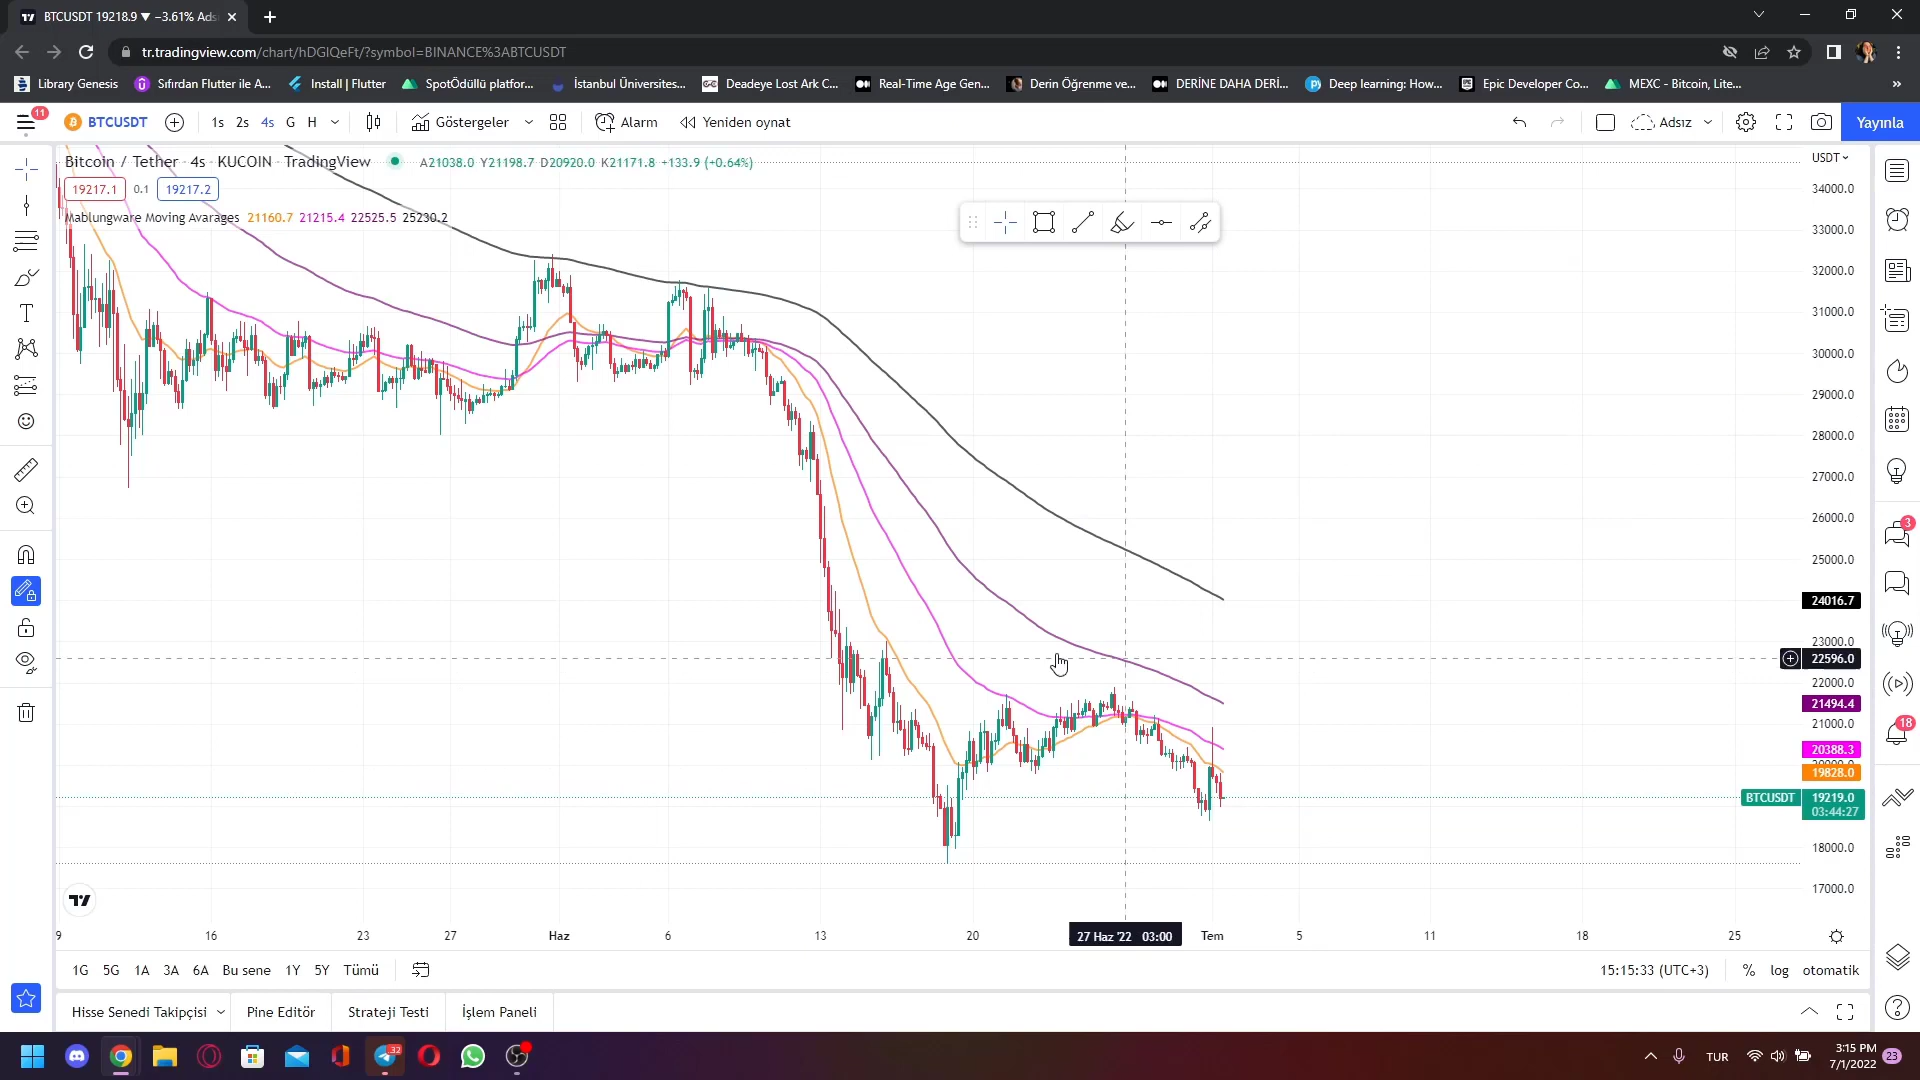 BTCUSDT 19218.9 ▼ −3.61% Ads
tr.tradingview.com/chart/hDGlQeFt/?symbol=BINANCE%3ABTCUSDT
Library Genesis
Sıfırdan Flutter ile A...
Install | Flutter
SpotÖdüllü platfor...
İstanbul Üniversites...
Deadeye Lost Ark C...
Real-Time Age Gen...
Derin Öğrenme ve...
DERİNE DAHA DERİ...
Deep learning: How...
Epic Developer Co...
MEXC - Bitcoin, Lite...
11
BTCUSDT
1s 2s 4s G H
Göstergeler
Alarm
Yeniden oynat
Adsız
Yayınla
Bitcoin / Tether · 4s · KUCOIN · TradingView
A21038.0 Y21198.7 D20920.0 K21171.8 +133.9 (+0.64%)
USDT
19217.1 0.1 19217.2
Mablungware Moving Avarages 21160.7 21215.4 22525.5 25230.2
34000.0
33000.0
32000.0
31000.0
30000.0
29000.0
28000.0
27000.0
26000.0
25000.0
24016.7
23000.0
22596.0
22000.0
21494.4
21000.0
20388.3
20000.0
19828.0
BTCUSDT 19219.0
03:44:27
18000.0
17000.0
3
18
9 16 23 27 Haz 6 13 20 27 Haz '22 03:00 Tem 5 11 18 25
1G 5G 1A 3A 6A Bu sene 1Y 5Y Tümü
15:15:33 (UTC+3) % log otomatik
Hisse Senedi Takipçisi
Pine Editör
Strateji Testi
İşlem Paneli
32
TUR
3:15 PM
7/1/2022
23